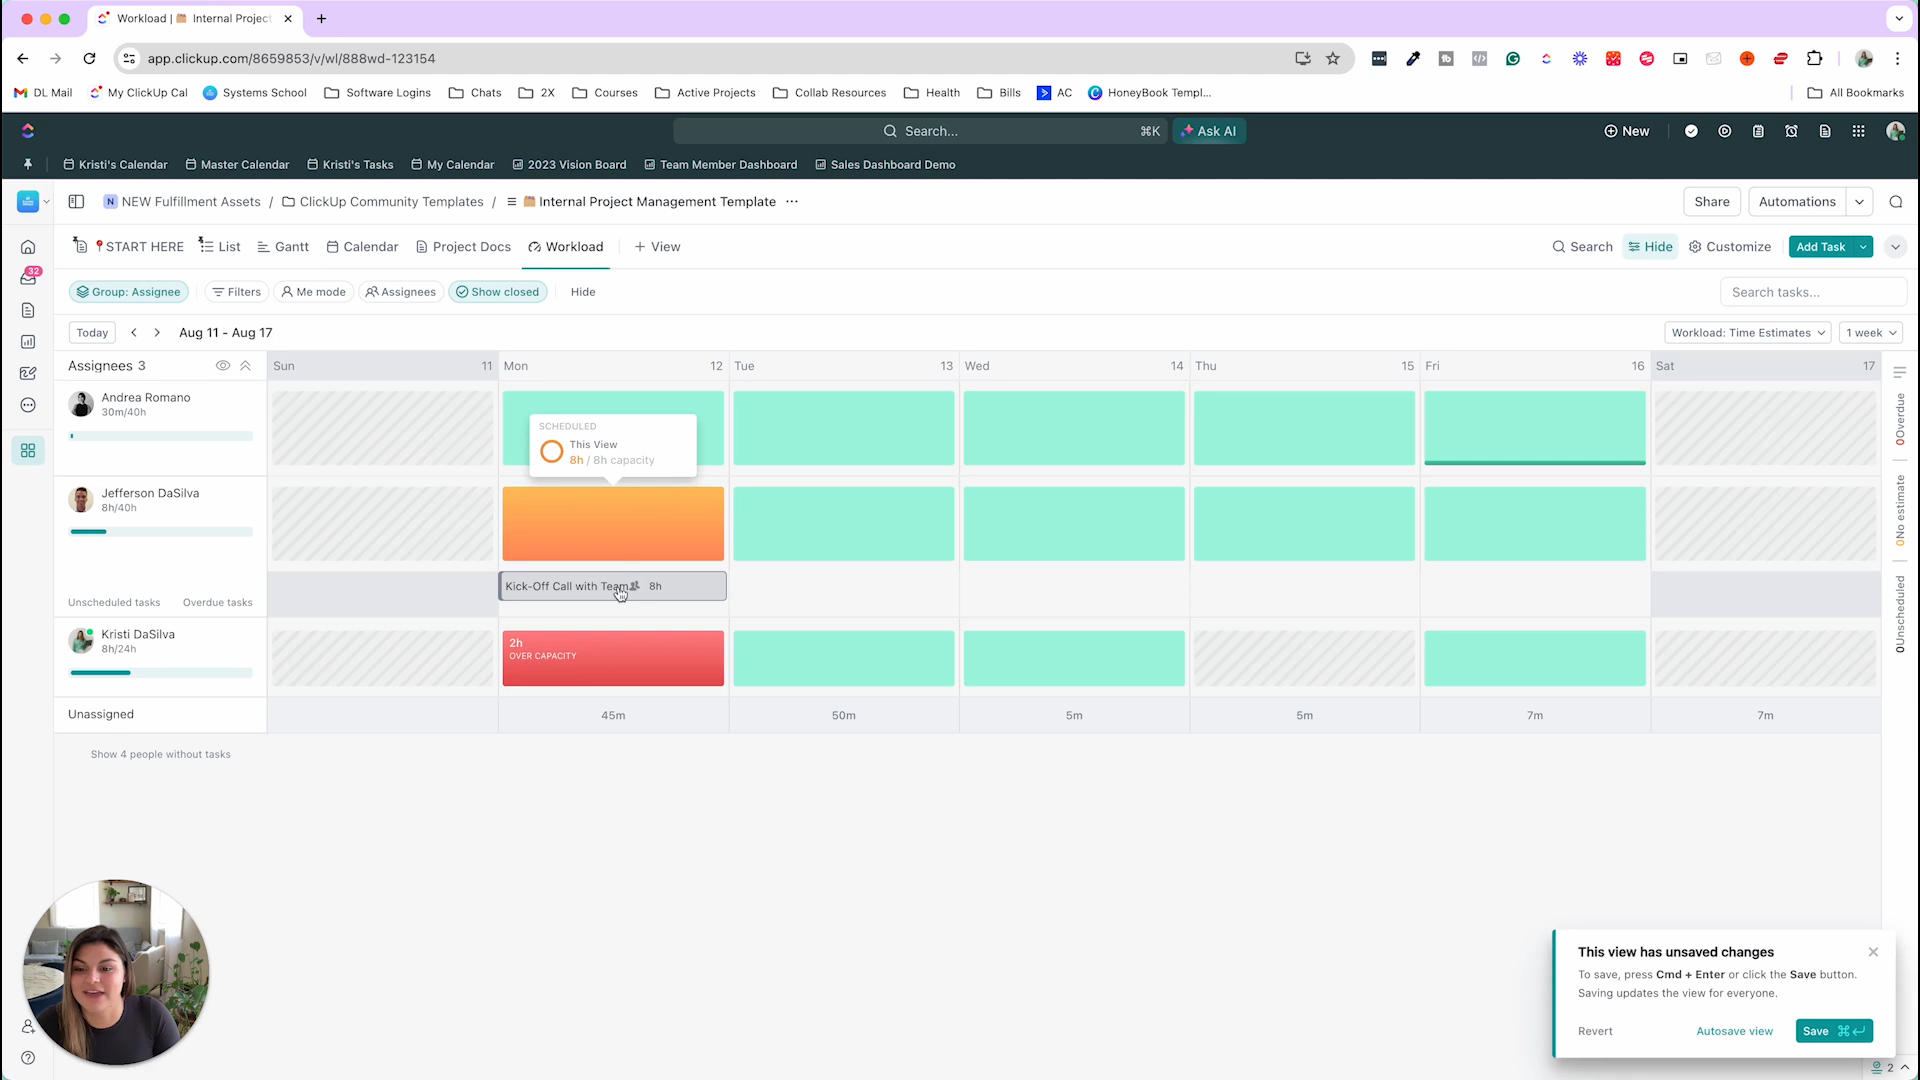 Workload | Internal Projec
app.clickup.com/8659853/v/wl/888wd-123154
DL Mail My ClickUp Cal Systems School Software Logins Chats 2X Courses Active Projects Collab Resources Health Bills AC HoneyBook Templ... All Bookmarks
Search... ⌘K Ask AI New
Kristi's Calendar Master Calendar Kristi's Tasks My Calendar 2023 Vision Board Team Member Dashboard Sales Dashboard Demo
N NEW Fulfillment Assets / ClickUp Community Templates / Internal Project Management Template ... Share Automations
START HERE List Gantt Calendar Project Docs Workload + View Search Hide Customize Add Task
32
Group: Assignee Filters Me mode Assignees Show closed Hide Search tasks...
Today Aug 11 - Aug 17 Workload: Time Estimates 1 week
Assignees 3 Sun 11 Mon 12 Tue 13 Wed 14 Thu 15 Fri 16 Sat 17
Andrea Romano
30m/40h
SCHEDULED
This View
8h / 8h capacity
0 Overdue
Jefferson DaSilva
8h/40h
0 No estimate
Kick-Off Call with Team 8h
Unscheduled tasks Overdue tasks
0 Unscheduled
Kristi DaSilva
8h/24h
2h
OVER CAPACITY
Unassigned 45m 50m 5m 5m 7m 7m
Show 4 people without tasks
This view has unsaved changes
To save, press Cmd + Enter or click the Save button.
Saving updates the view for everyone.
Revert Autosave view Save ⌘↵
2